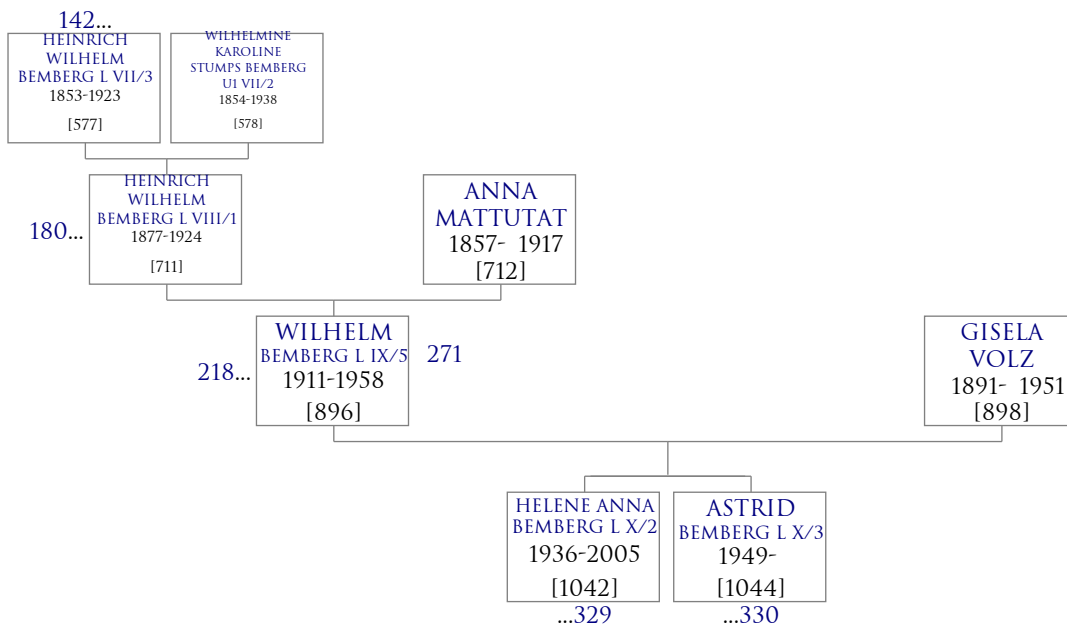 142...
HEINRICH
WILHELM
BEMBERG L VII/3
1853-1923
[577]
WILHELMINE
KAROLINE
STUMPS BEMBERG
U1 VII/2
1854-1938
[578]
180...
HEINRICH
WILHELM
BEMBERG L VIII/1
1877-1924
[711]
ANNA
MATTUTAT
1857- 1917
[712]
218...
WILHELM
BEMBERG L IX/5
1911-1958
[896]
271
GISELA
VOLZ
1891- 1951
[898]
HELENE ANNA
BEMBERG L X/2
1936-2005
[1042]
...329
ASTRID
BEMBERG L X/3
1949-
[1044]
...330